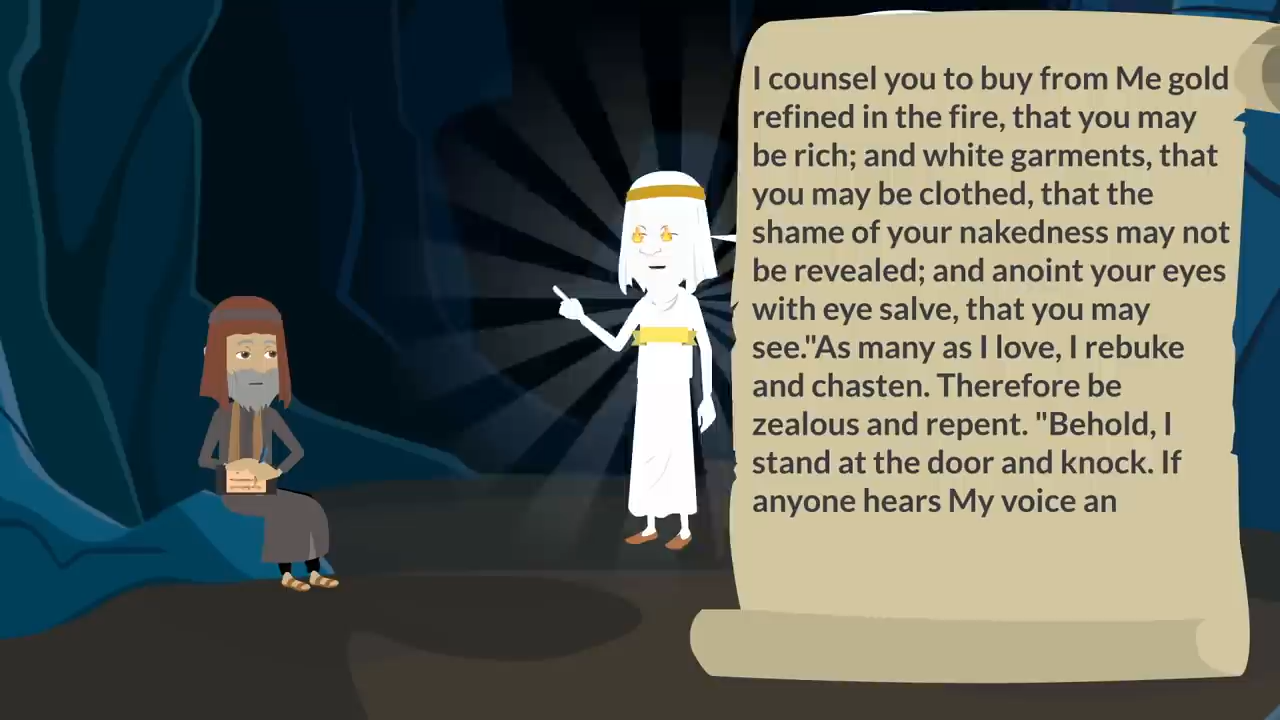 I counsel you to buy from Me gold
refined in the fire, that you may
be rich; and white garments, that
you may be clothed, that the
shame of your nakedness may not
be revealed; and anoint your eyes
with eye salve, that you may
see."As many as I love, I rebuke
and chasten. Therefore be
zealous and repent. "Behold, I
stand at the door and knock. If
anyone hears My voice an